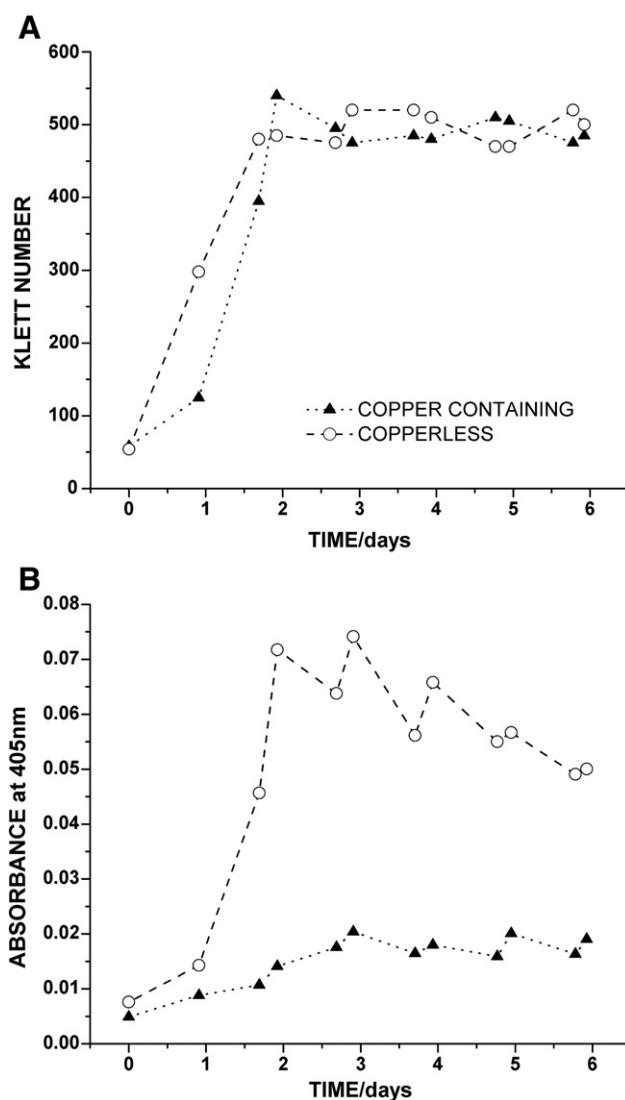 A
600
500
400
300
200
100
0
KLETT NUMBER
COPPER CONTAINING
COPPERLESS
0 1 2 3 4 5 6
TIME/days
B
0.08
0.07
0.06
0.05
0.04
0.03
0.02
0.01
0.00
ABSORBANCE at 405nm
0 1 2 3 4 5 6
TIME/days